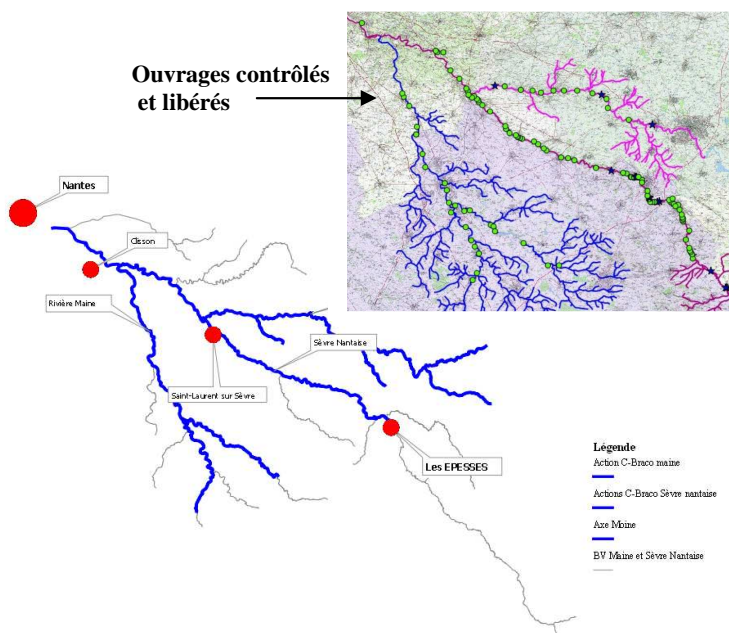 Ouvrages contrôlés
et libérés
Nantes
Clisson
Rivière Maine
Sèvre Nantaise
Saint-Laurent sur Sèvre
Les EPESSES
Légende
Action C-Braco maine
Actions C-Braco Sèvre nantaise
Axe Moine
BV Maine et Sèvre Nantaise